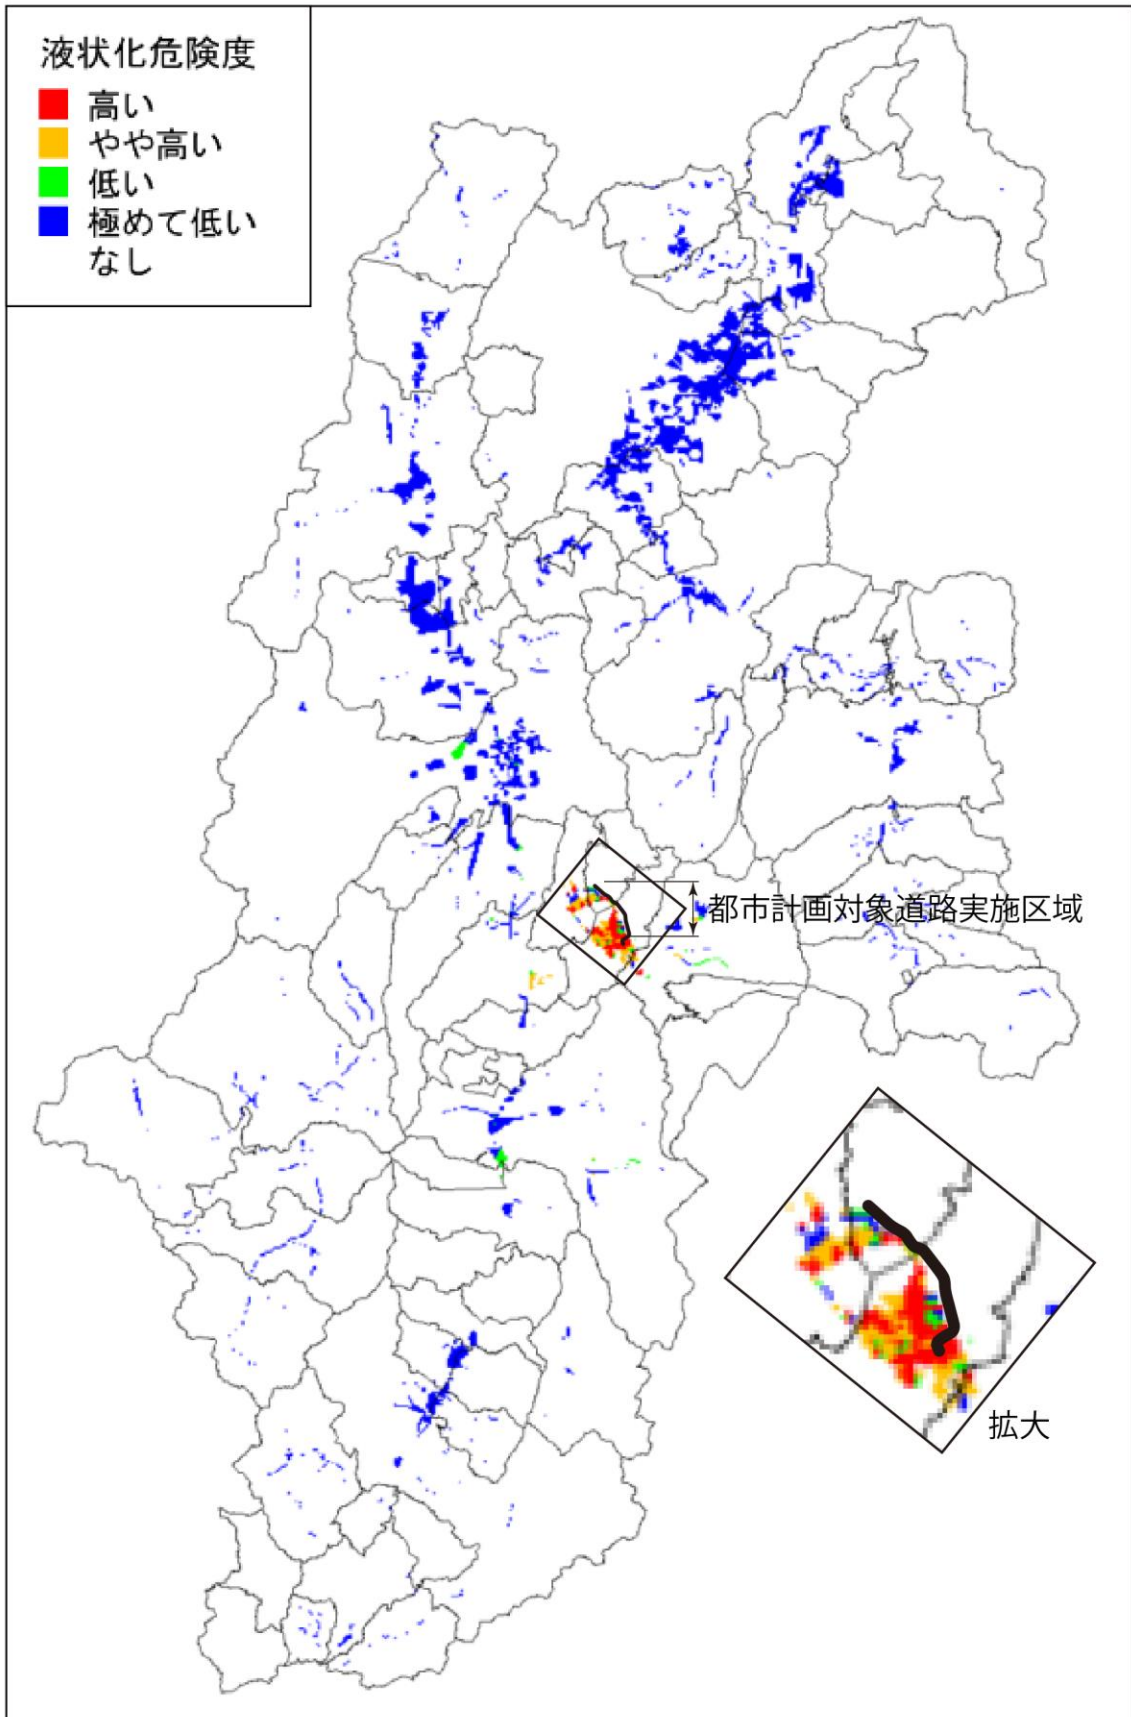 液状化危険度
高い
やや高い
低い
極めて低い
なし
都市計画対象道路実施区域
拡大